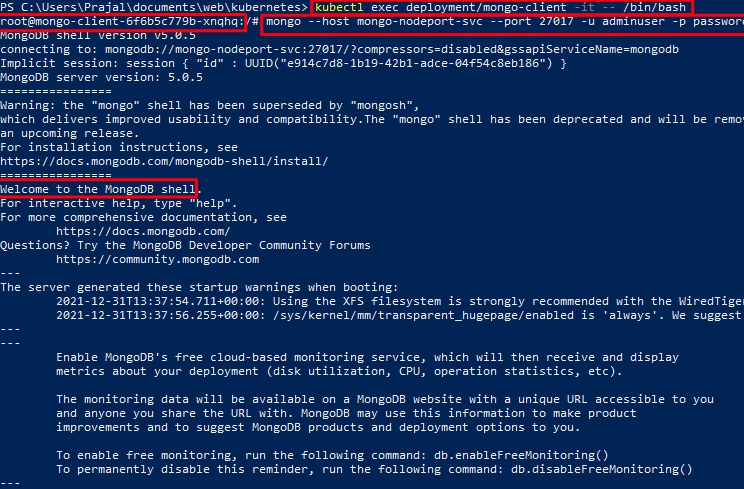 PS C:\Users\Prajal\documents\web\kubernetes> kubectl exec deployment/mongo-client -it -- /bin/bash
root@mongo-client-6f6b5c779b-xnqhq:/# mongo --host mongo-nodeport-svc --port 27017 -u adminuser -p password
MongoDB shell version v5.0.5
connecting to: mongodb://mongo-nodeport-svc:27017/?compressors=disabled&gssapiServiceName=mongodb
Implicit session: session { "id" : UUID("e914c7d8-1b19-42b1-adce-04f54c8eb186") }
MongoDB server version: 5.0.5
================
Warning: the "mongo" shell has been superseded by "mongosh",
which delivers improved usability and compatibility.The "mongo" shell has been deprecated and will be remo
an upcoming release.
For installation instructions, see
https://docs.mongodb.com/mongodb-shell/install/
================
Welcome to the MongoDB shell.
For interactive help, type "help".
For more comprehensive documentation, see
https://docs.mongodb.com/
Questions? Try the MongoDB Developer Community Forums
https://community.mongodb.com
---
The server generated these startup warnings when booting:
2021-12-31T13:37:54.711+00:00: Using the XFS filesystem is strongly recommended with the WiredTiger
2021-12-31T13:37:56.255+00:00: /sys/kernel/mm/transparent_hugepage/enabled is 'always'. We suggest
---
---
Enable MongoDB's free cloud-based monitoring service, which will then receive and display
metrics about your deployment (disk utilization, CPU, operation statistics, etc).
The monitoring data will be available on a MongoDB website with a unique URL accessible to you
and anyone you share the URL with. MongoDB may use this information to make product
improvements and to suggest MongoDB products and deployment options to you.
To enable free monitoring, run the following command: db.enableFreeMonitoring()
To permanently disable this reminder, run the following command: db.disableFreeMonitoring()
---